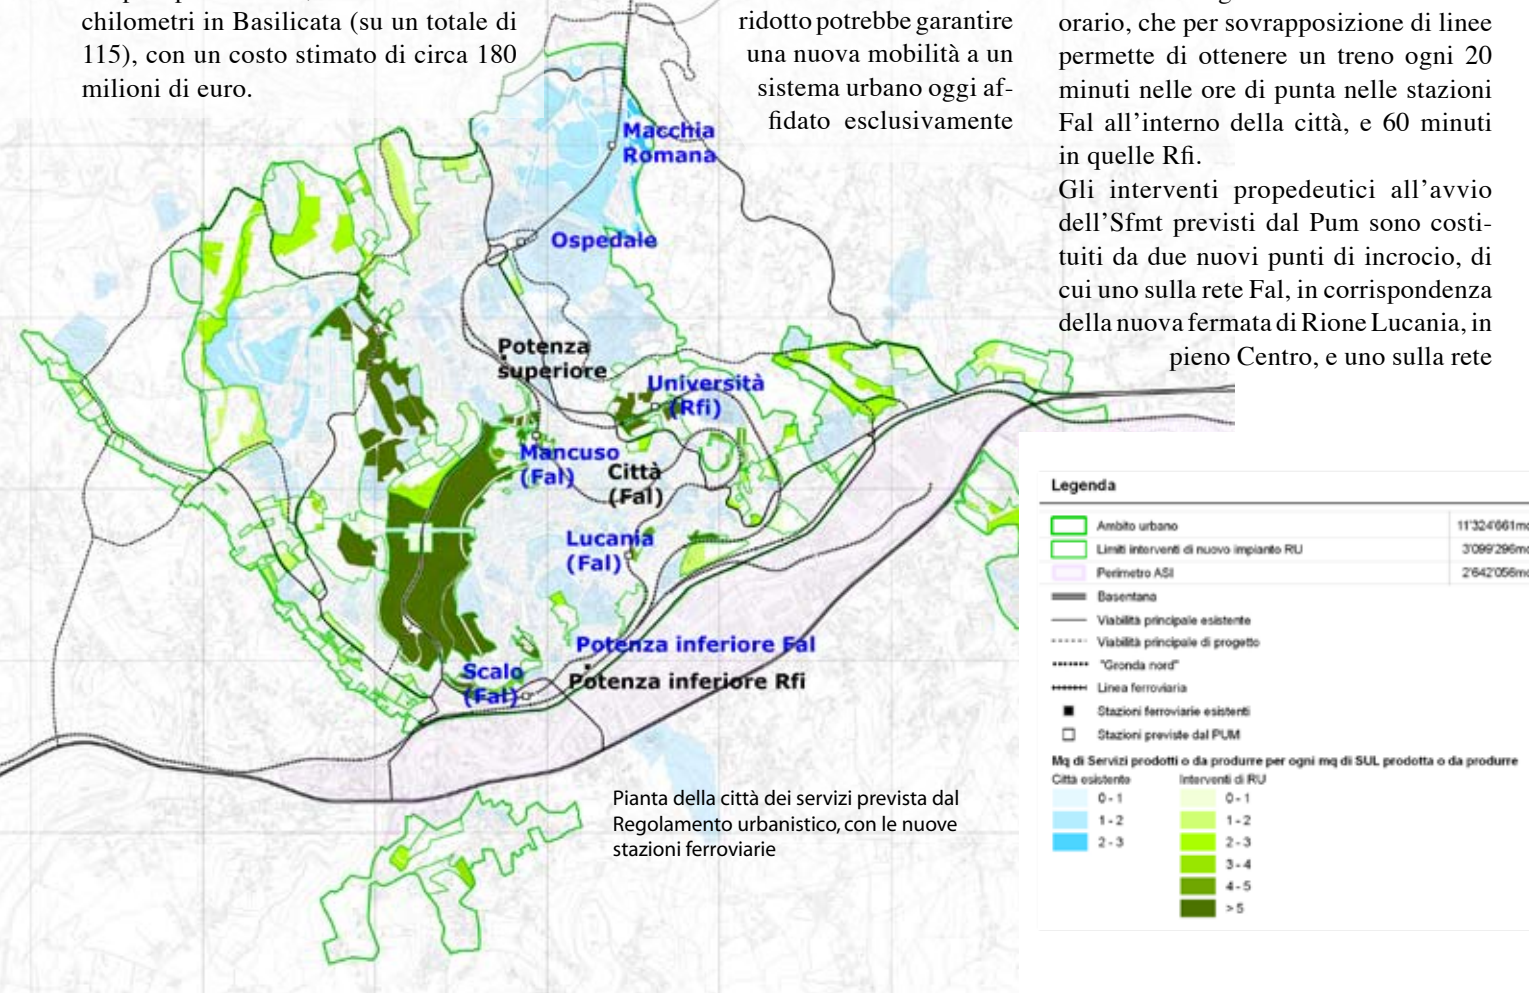 chilometri in Basilicata (su un totale di
115), con un costo stimato di circa 180
milioni di euro.
ridotto potrebbe garantire
una nuova mobilità a un
sistema urbano oggi af-
fidato esclusivamente
orario, che per sovrapposizione di linee
permette di ottenere un treno ogni 20
minuti nelle ore di punta nelle stazioni
Fal all'interno della città, e 60 minuti
in quelle Rfi.
Gli interventi propedeutici all'avvio
dell'Sfmt previsti dal Pum sono costi-
tuiti da due nuovi punti di incrocio, di
cui uno sulla rete Fal, in corrispondenza
della nuova fermata di Rione Lucania, in
pieno Centro, e uno sulla rete
Macchia
Romana
Ospedale
Potenza
superiore
Università
(Rfi)
Mancuso
(Fal)
Città
(Fal)
Lucania
(Fal)
Potenza inferiore Fal
Scalo
(Fal)
Potenza inferiore Rfi
Pianta della città dei servizi prevista dal
Regolamento urbanistico, con le nuove
stazioni ferroviarie
Legenda
Ambito urbano 11'324'661mq
Limiti interventi di nuovo impianto RU 3'099'296mq
Perimetro ASI 2'642'056mq
Basentana
Viabilità principale esistente
Viabilità principale di progetto
"Gronda nord"
Linea ferroviaria
Stazioni ferroviarie esistenti
Stazioni previste dal PUM
Mq di Servizi prodotti o da produrre per ogni mq di SUL prodotta o da produrre
Città esistente
0 - 1
1 - 2
2 - 3
Interventi di RU
0 - 1
1 - 2
2 - 3
3 - 4
4 - 5
> 5